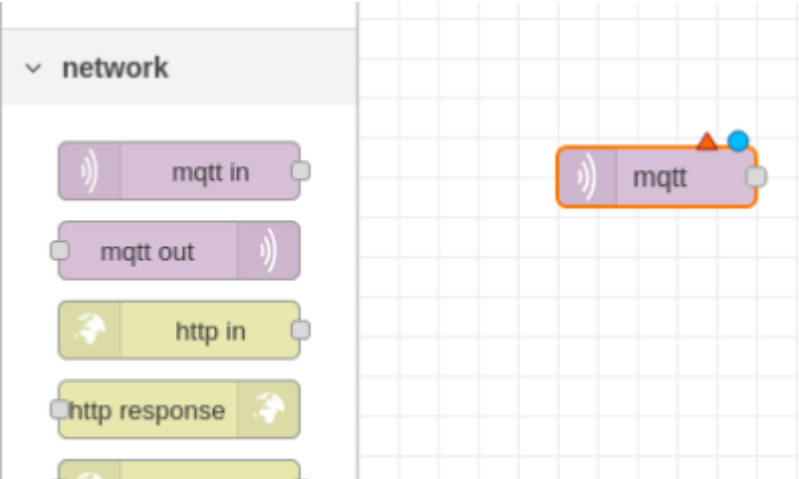 network
mqtt in
mqtt
mqtt out
http in
http response